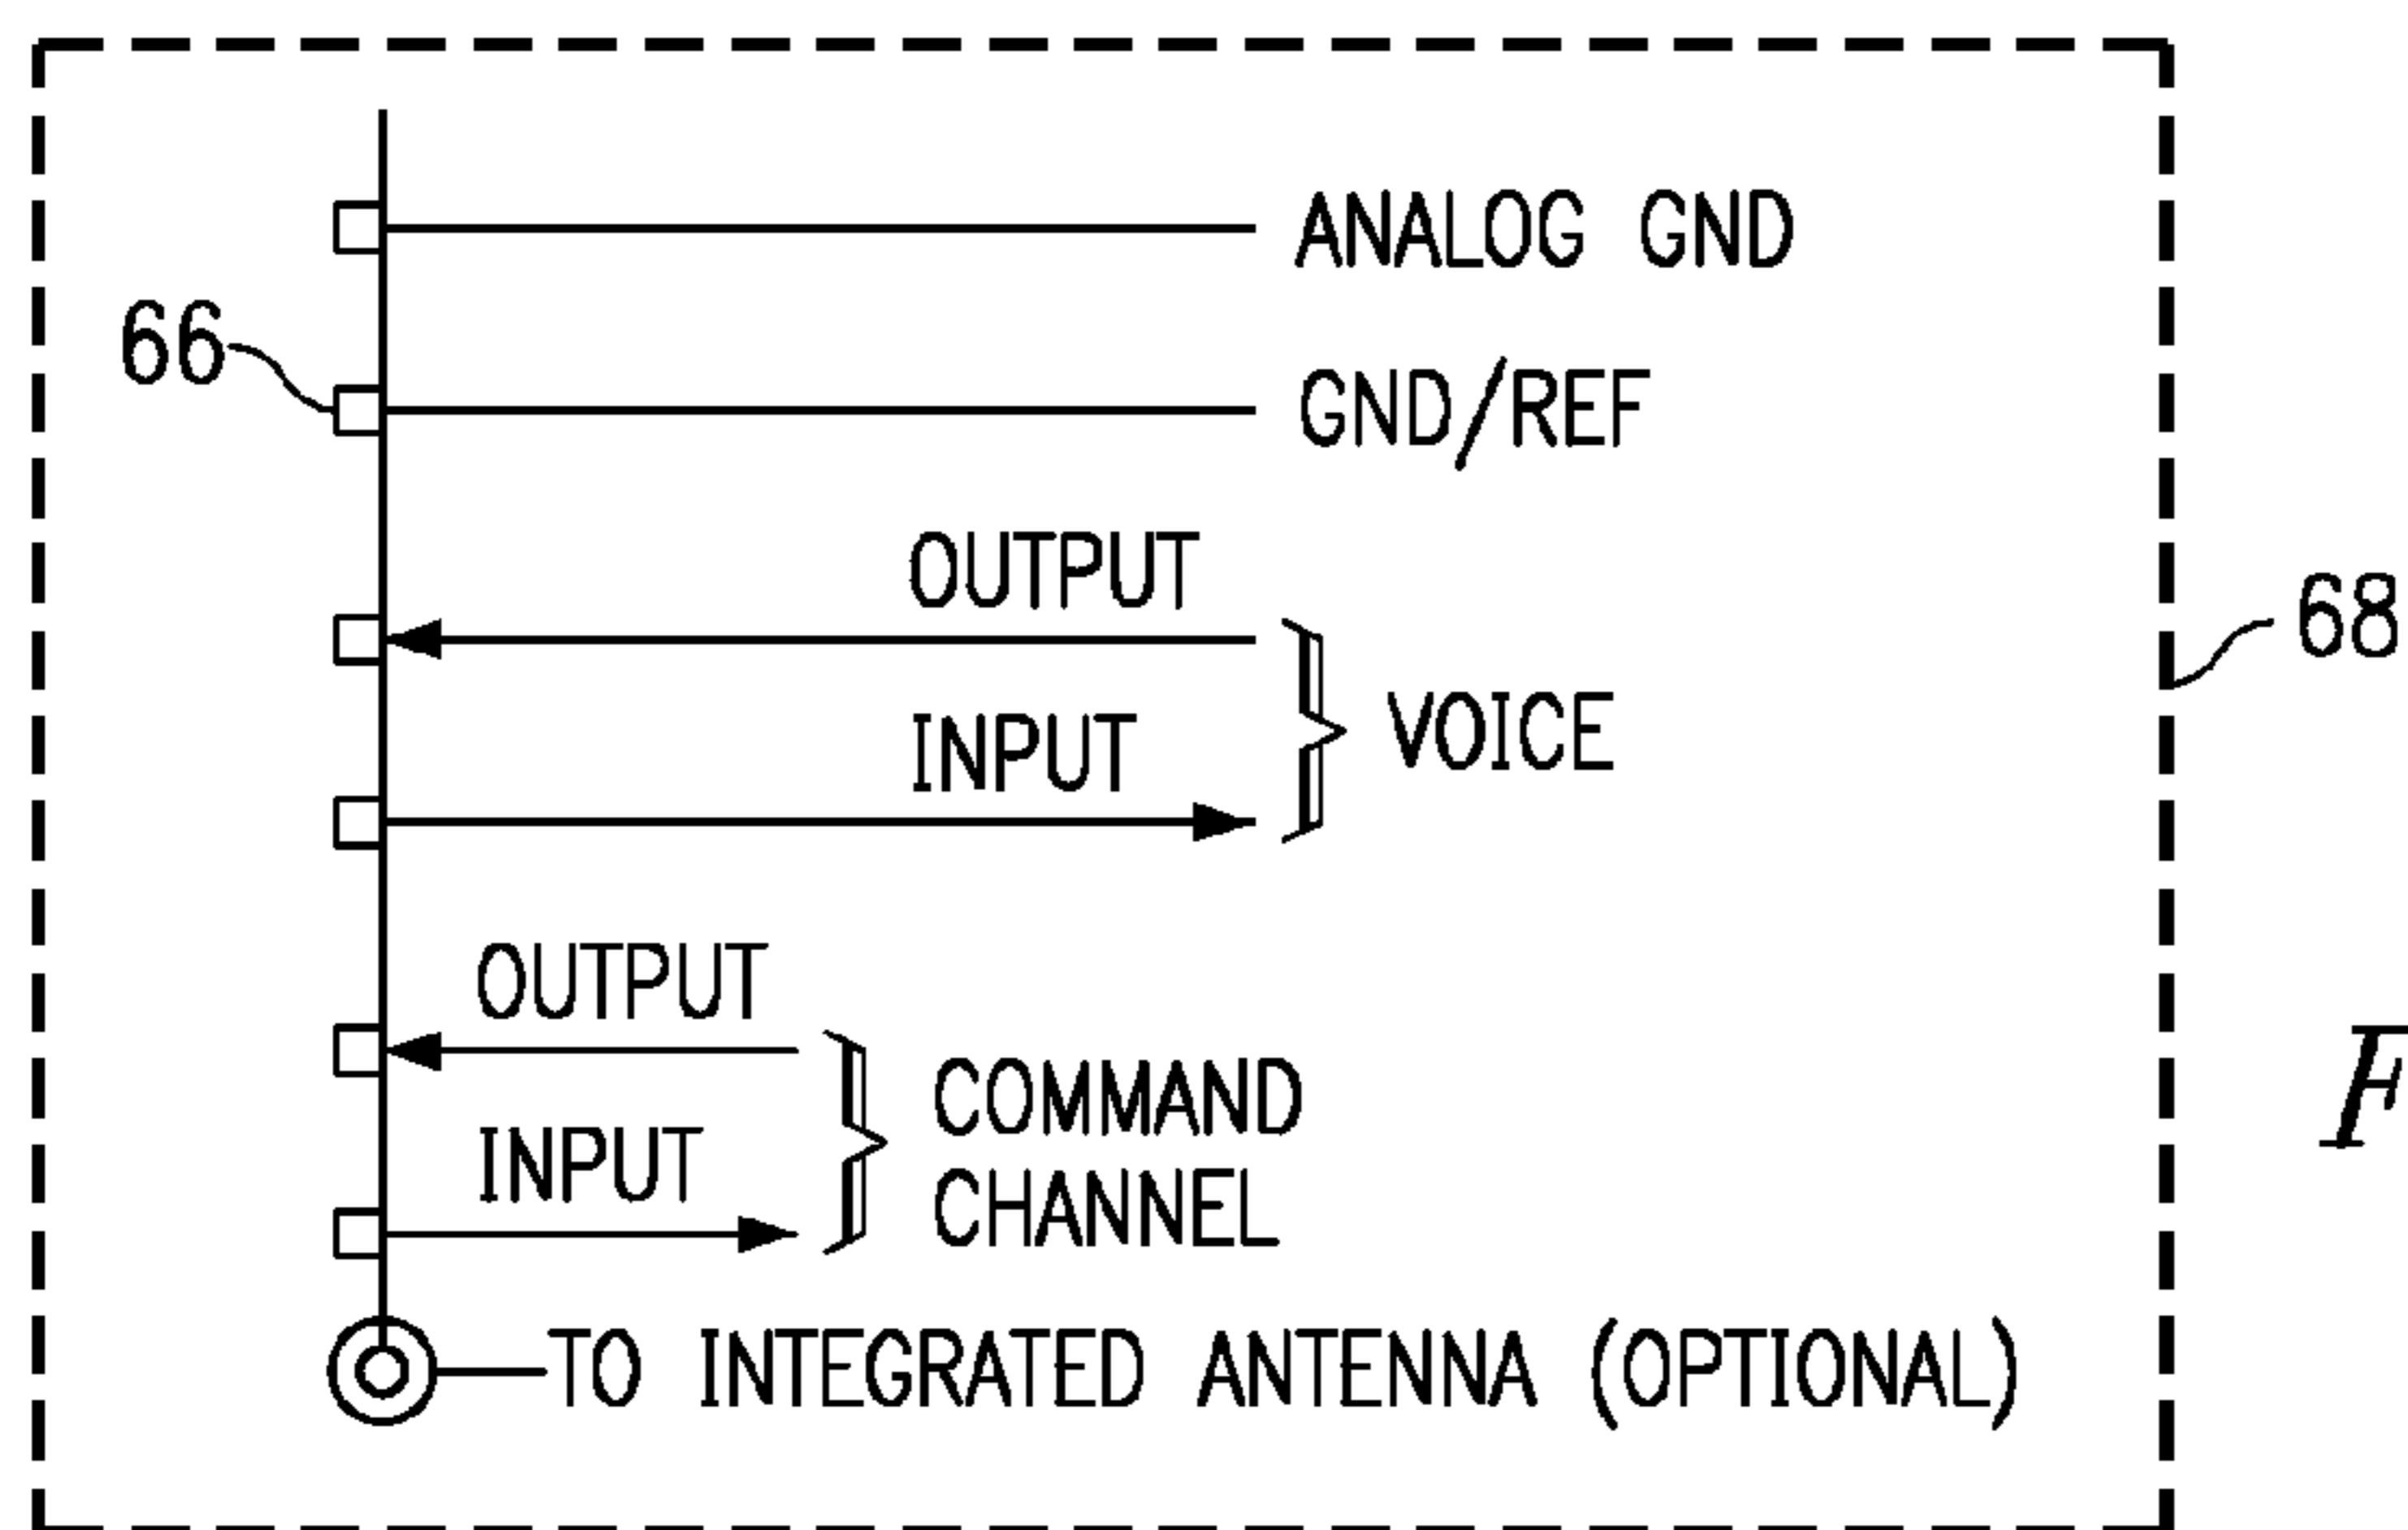 ANALOG GND
66
GND/REF
OUTPUT
68
INPUT
VOICE
OUTPUT
INPUT
COMMAND
CHANNEL
F
TO INTEGRATED ANTENNA (OPTIONAL)